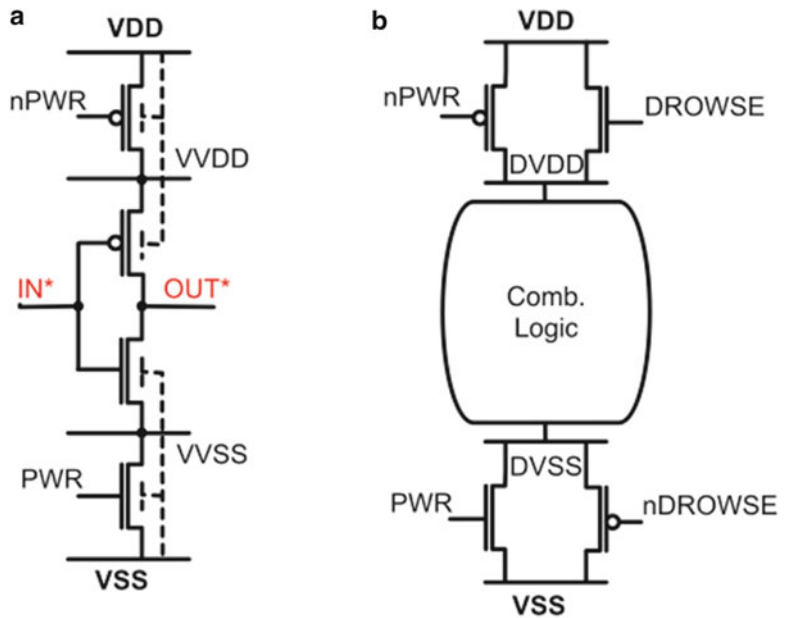 a
VDD
nPWR
VVDD
IN*
OUT*
VVSS
PWR
VSS
b
VDD
nPWR
DROWSE
DVDD
Comb.
Logic
DVSS
PWR
nDROWSE
VSS